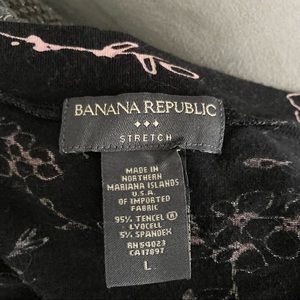 BANANA REPUBLIC
STRETCH
MADE IN
NORTHERN
MARIANA ISLANDS
U.S.A.
OF IMPORTED
FABRIC
95% TENCEL ®
LYOCELL
5% SPANDEX
RN 54023
CA17897
L